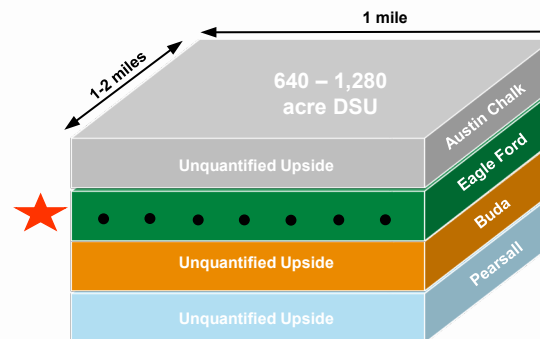 1 mile
1-2 miles
640 – 1,280
acre DSU
Austin Chalk
Unquantified Upside
Eagle Ford
Buda
Unquantified Upside
Pearsall
Unquantified Upside